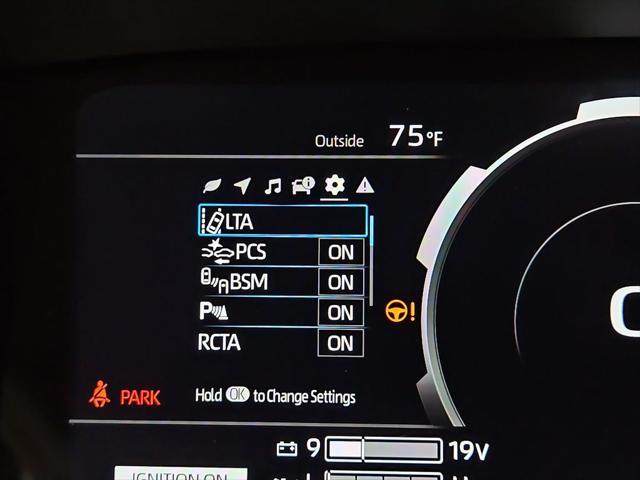 Outside 75°F
LTA
PCS ON
BSM ON
P ON
RCTA ON
PARK
Hold OK to Change Settings
9 19V
IGNITION ON